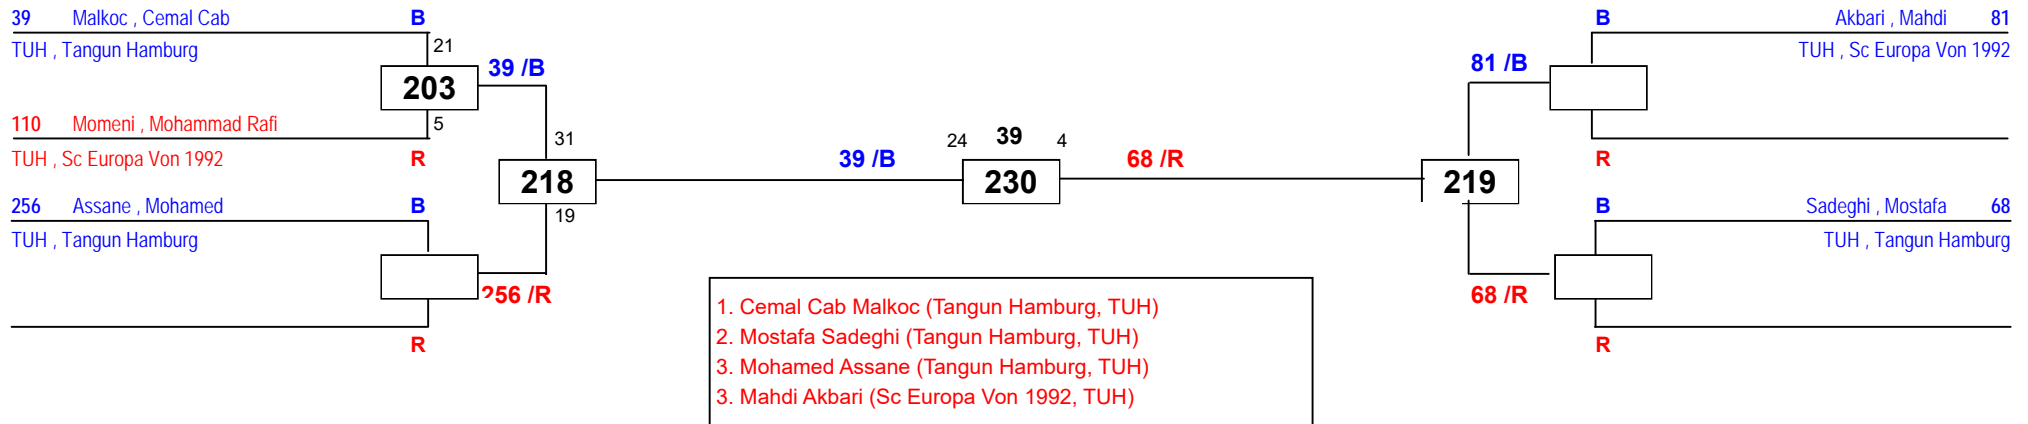 39 Malkoc , Cemal Cab B
TUH , Tangun Hamburg
21
203
39 /B
110 Momeni , Mohammad Rafi
5
TUH , Sc Europa Von 1992 R
31
218
19
256 Assane , Mohamed B
TUH , Tangun Hamburg
256 /R
R
39 /B
24 39 4
230
68 /R
B Akbari , Mahdi 81
TUH , Sc Europa Von 1992
81 /B
R
219
B Sadeghi , Mostafa 68
TUH , Tangun Hamburg
68 /R
R
1. Cemal Cab Malkoc (Tangun Hamburg, TUH)
2. Mostafa Sadeghi (Tangun Hamburg, TUH)
3. Mohamed Assane (Tangun Hamburg, TUH)
3. Mahdi Akbari (Sc Europa Von 1992, TUH)